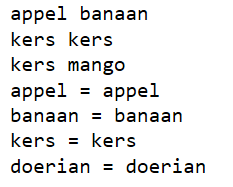 appel banaan
kers kers
kers mango
appel = appel
banaan = banaan
kers = kers
doerian = doerian